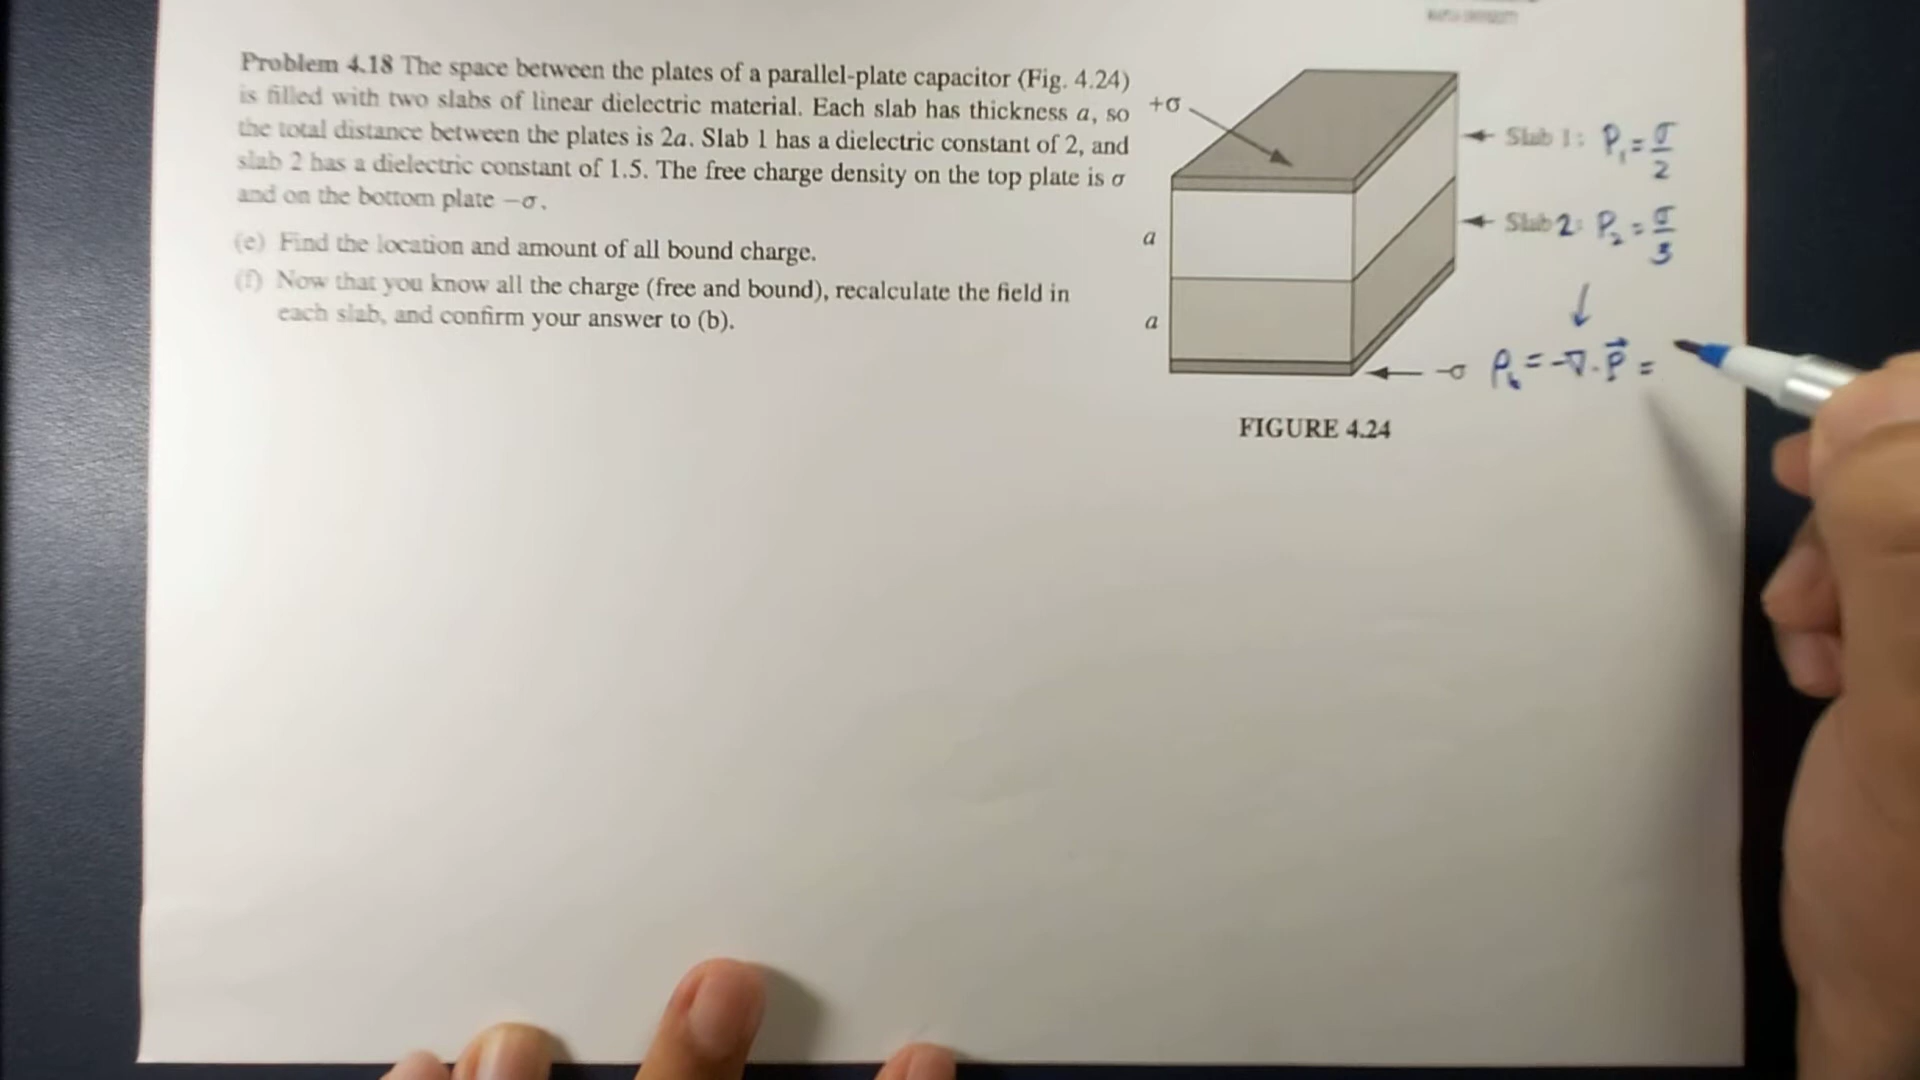 Problem 4.18 The space between the plates of a parallel-plate capacitor (Fig. 4.24)
is filled with two slabs of linear dielectric material. Each slab has thickness a, so
the total distance between the plates is 2a. Slab 1 has a dielectric constant of 2, and
slab 2 has a dielectric constant of 1.5. The free charge density on the top plate is σ
and on the bottom plate −σ.
(e) Find the location and amount of all bound charge.
(f) Now that you know all the charge (free and bound), recalculate the field in
each slab, and confirm your answer to (b).
+σ
Slab 1: P₁ = σ/2
Slab 2: P₂ = σ/3
a
a
↓
−σ
ρ_b = −∇·P⃗ =
FIGURE 4.24